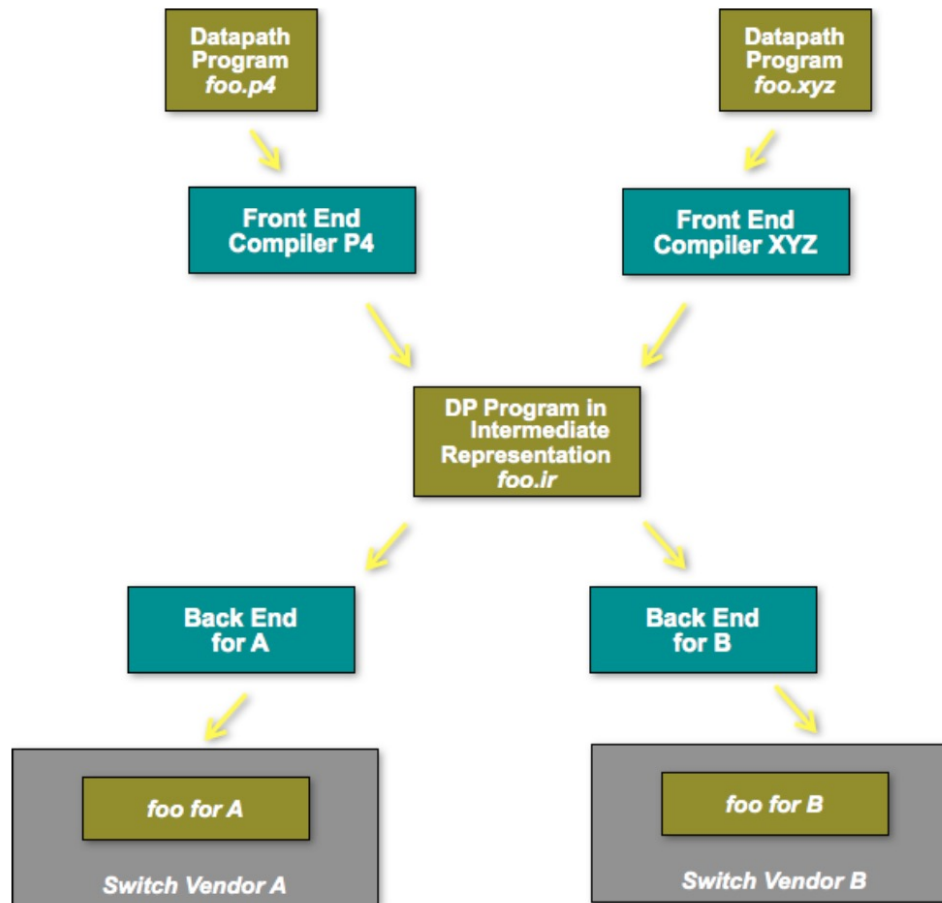 Datapath
Program
foo.p4
Datapath
Program
foo.xyz
Front End
Compiler P4
Front End
Compiler XYZ
DP Program in
Intermediate
Representation
foo.ir
Back End
for A
Back End
for B
foo for A
Switch Vendor A
foo for B
Switch Vendor B